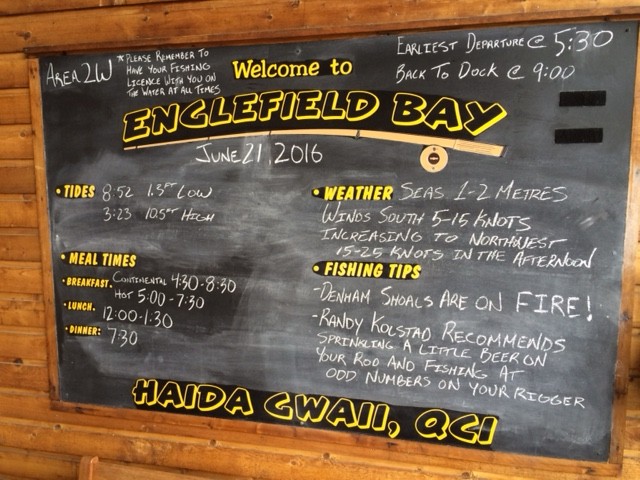 AREA 2W
*PLEASE REMEMBER TO
HAVE YOUR FISHING
LICENCE WITH YOU ON
THE WATER AT ALL TIMES
Welcome to
EARLIEST DEPARTURE @ 5:30
BACK TO DOCK @ 9:00
ENGLEFIELD BAY
JUNE 21, 2016
• TIDES 8:52 1.3FT LOW
3:23 10.5FT HIGH
• MEAL TIMES
• BREAKFAST. CONTINENTAL 4:30-8:30
HOT 5:00-7:30
• LUNCH. 12:00-1:30
• DINNER: 7:30
• WEATHER SEAS 1-2 METRES
WINDS SOUTH 5-15 KNOTS
INCREASING TO NORTHWEST
15-25 KNOTS IN THE AFTERNOON
• FISHING TIPS
-DENHAM SHOALS ARE ON FIRE!
-RANDY KOLSTAD RECOMMENDS
SPRINKLING A LITTLE BEER ON
YOUR ROD AND FISHING AT
ODD NUMBERS ON YOUR RIGGER
HAIDA GWAII, QCI